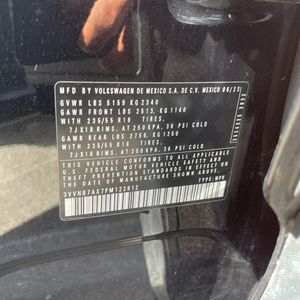 MFD. BY VOLKSWAGEN DE MEXICO S.A. DE C.V. MEXICO 06/23
GVWR LBS 5159 KG 2340
GAWR FRONT LBS 2513, KG 1140
WITH 235/55 R18 TIRES,
7JX18 RIMS, AT 250 KPA, 36 PSI COLD
GAWR REAR LBS 2756, KG 1250
WITH 235/55 R18 TIRES,
7JX18 RIMS, AT 250 KPA, 36 PSI COLD
THIS VEHICLE CONFORMS TO ALL APPLICABLE
U.S. FEDERAL MOTOR VEHICLE SAFETY, BUMPER
AND THEFT PREVENTION STANDARDS IN EFFECT
ON THE DATE OF MANUFACTURE SHOWN ABOVE
3VVNB7AX7PM122612
TYPE: MPV